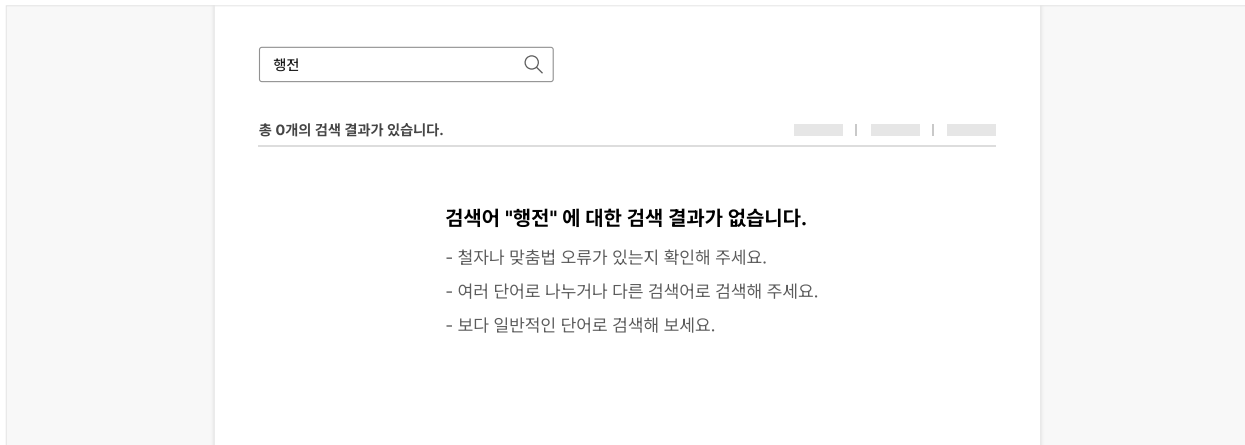 행전
총 0개의 검색 결과가 있습니다.
검색어 "행전" 에 대한 검색 결과가 없습니다.
- 철자나 맞춤법 오류가 있는지 확인해 주세요.
- 여러 단어로 나누거나 다른 검색어로 검색해 주세요.
- 보다 일반적인 단어로 검색해 보세요.